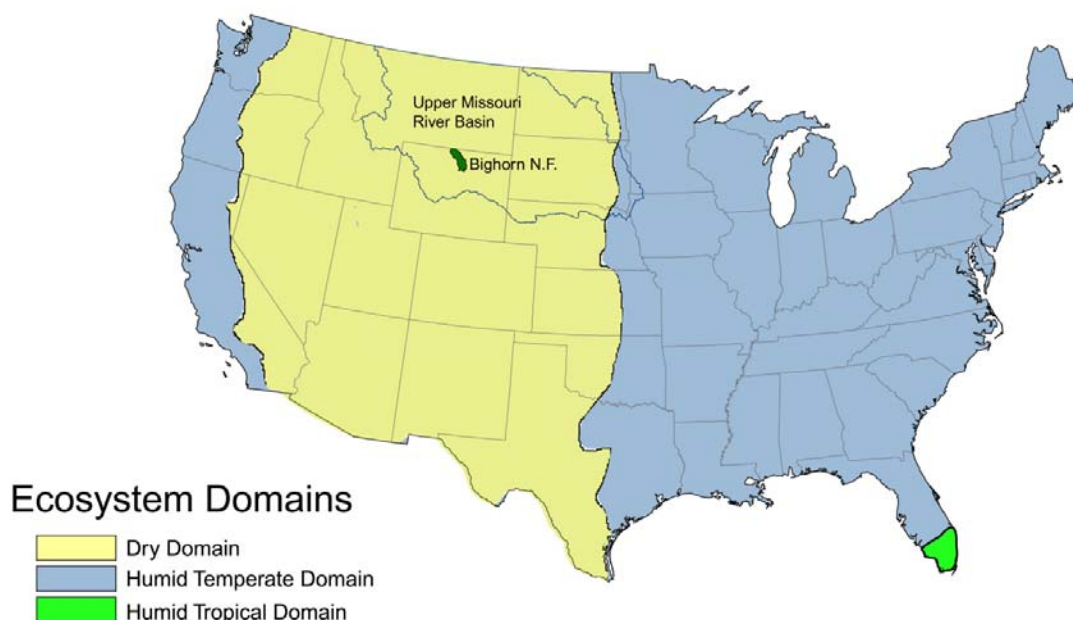 Upper Missouri
River Basin
Bighorn N.F.
Ecosystem Domains
Dry Domain
Humid Temperate Domain
Humid Tropical Domain